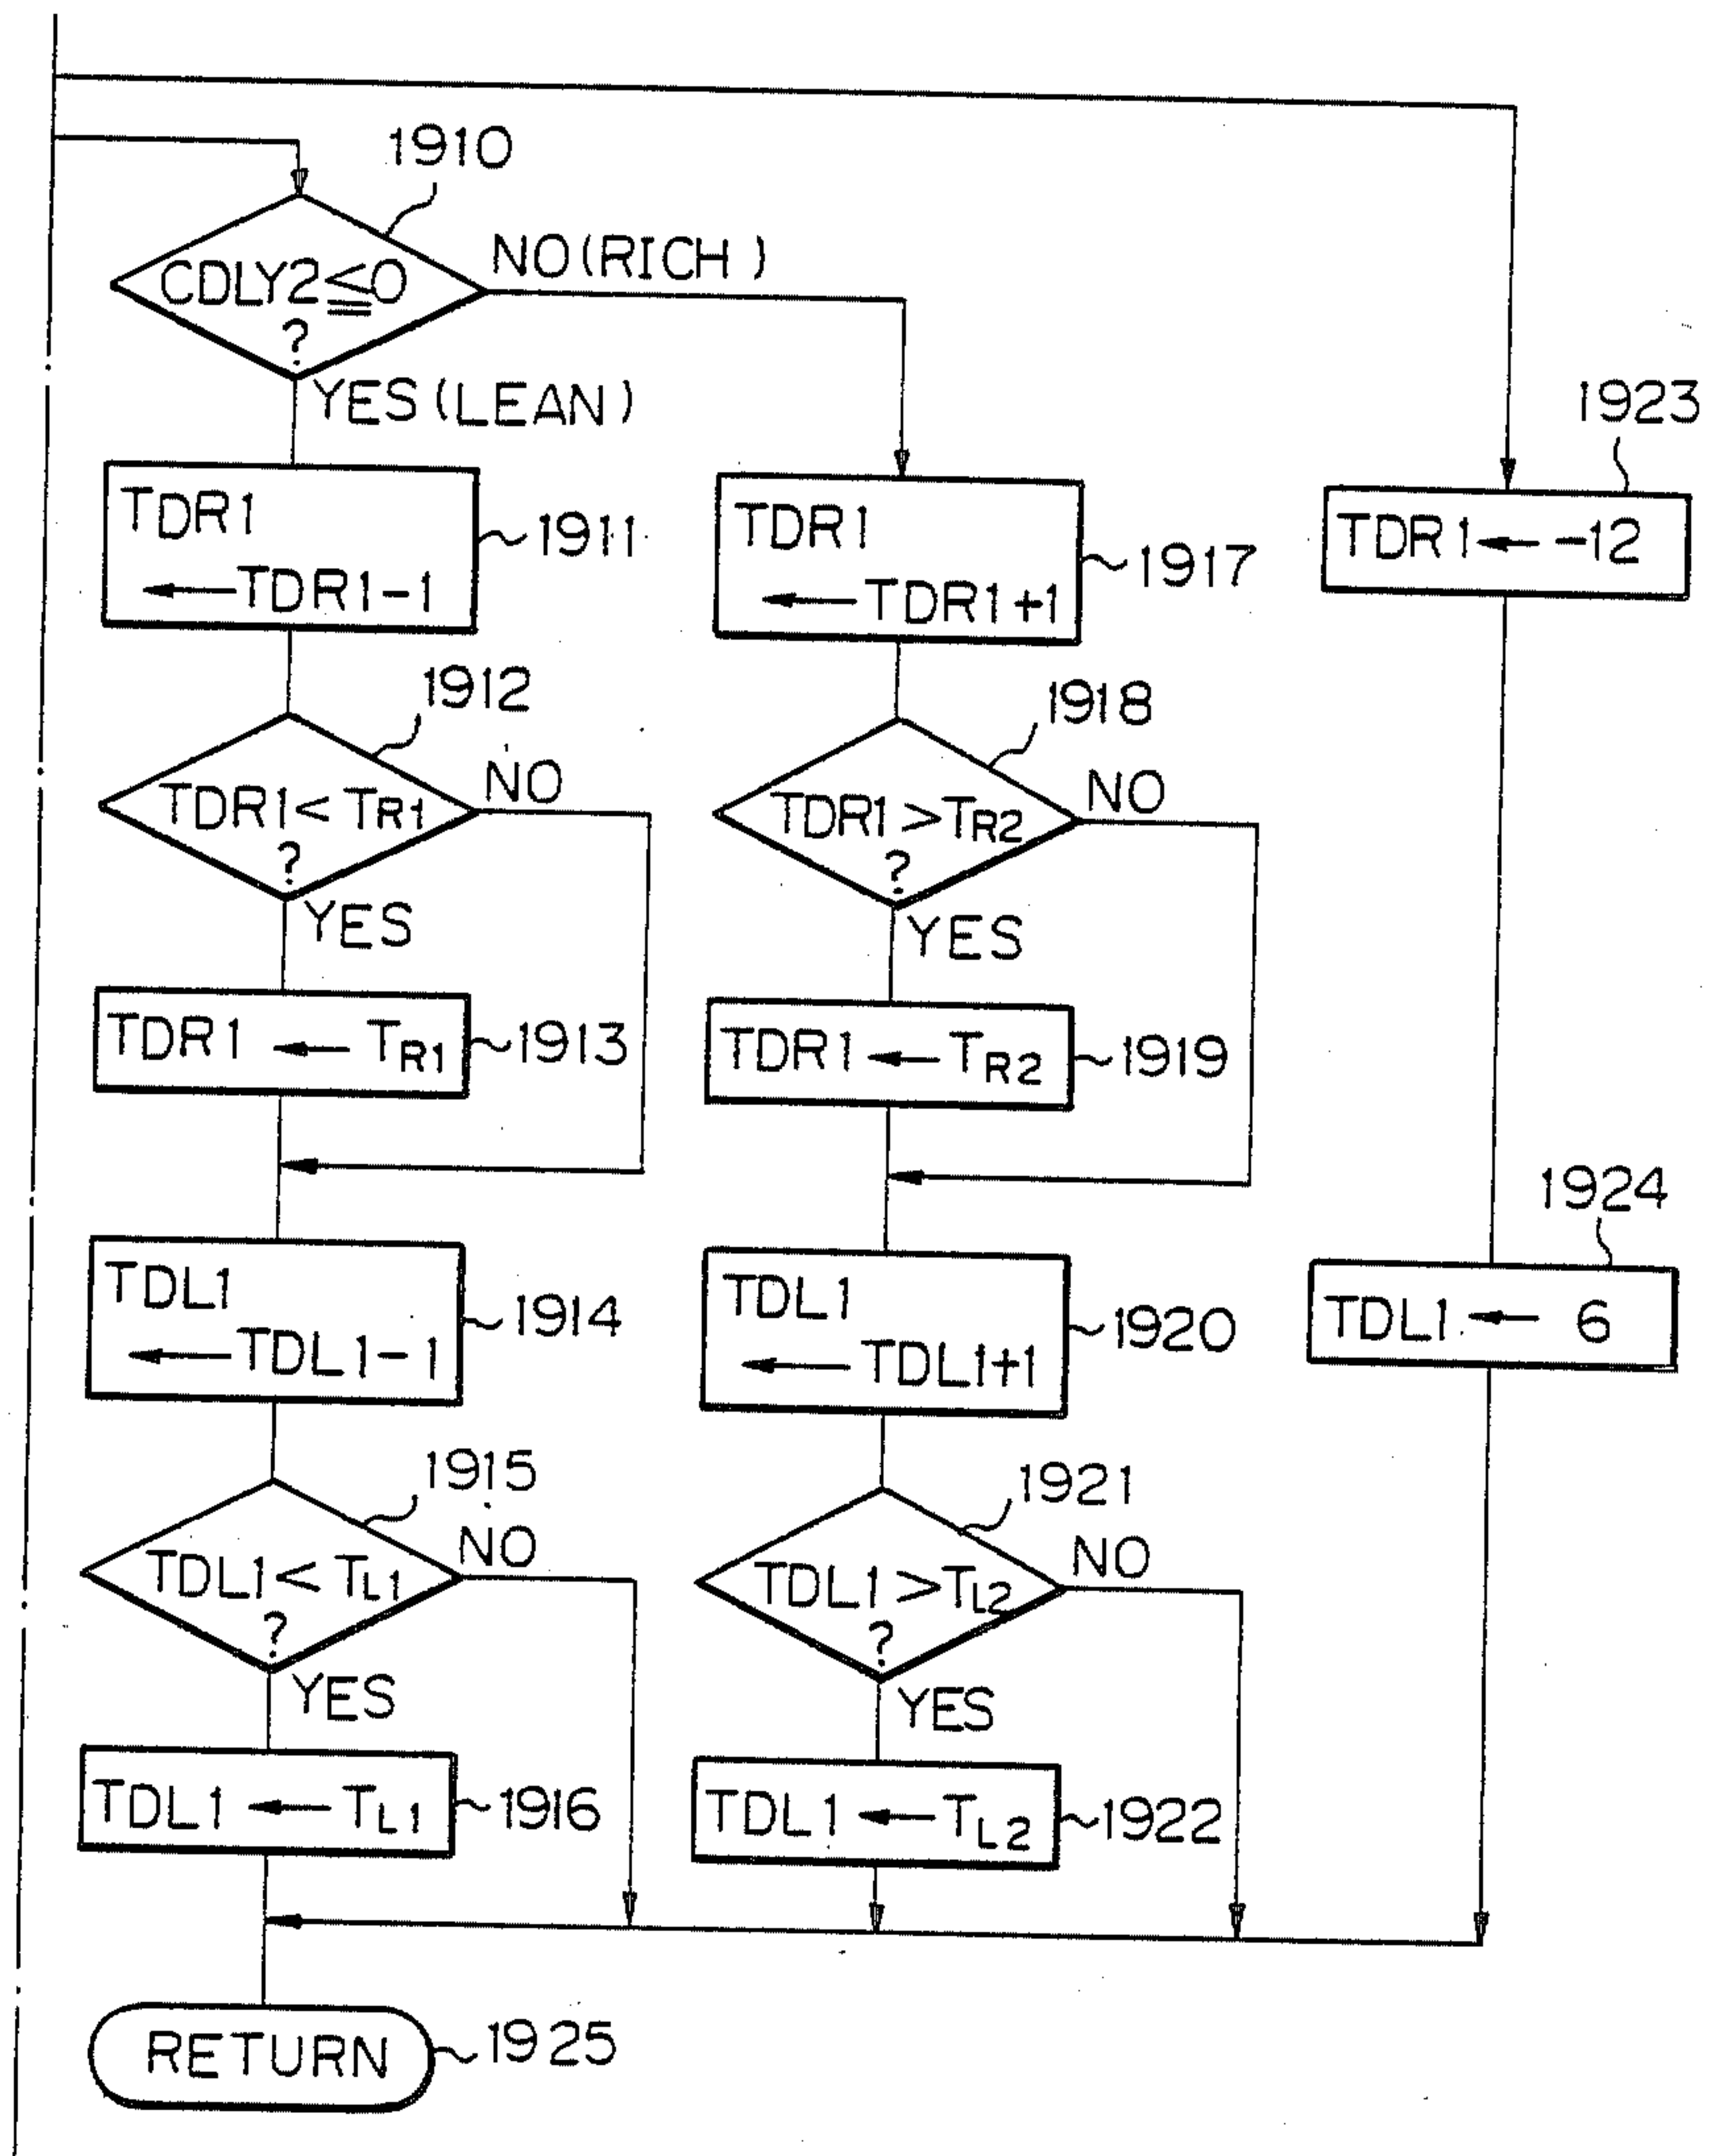 1910
CDLY2≦0
?
NO(RICH)
YES(LEAN)
TDR1
←TDR1-1
1911
1912
TDR1<TR1
?
NO
YES
TDR1 ← TR1
1913
TDL1
←TDL1-1
1914
1915
TDL1<TL1
?
NO
YES
TDL1 ← TL1
1916
TDR1
←TDR1+1
1917
1918
TDR1>TR2
?
NO
YES
TDR1 ← TR2
1919
TDL1
←TDL1+1
1920
1921
TDL1>TL2
?
NO
YES
TDL1 ← TL2
1922
1923
TDR1 ← -12
1924
TDL1 ← 6
RETURN
1925